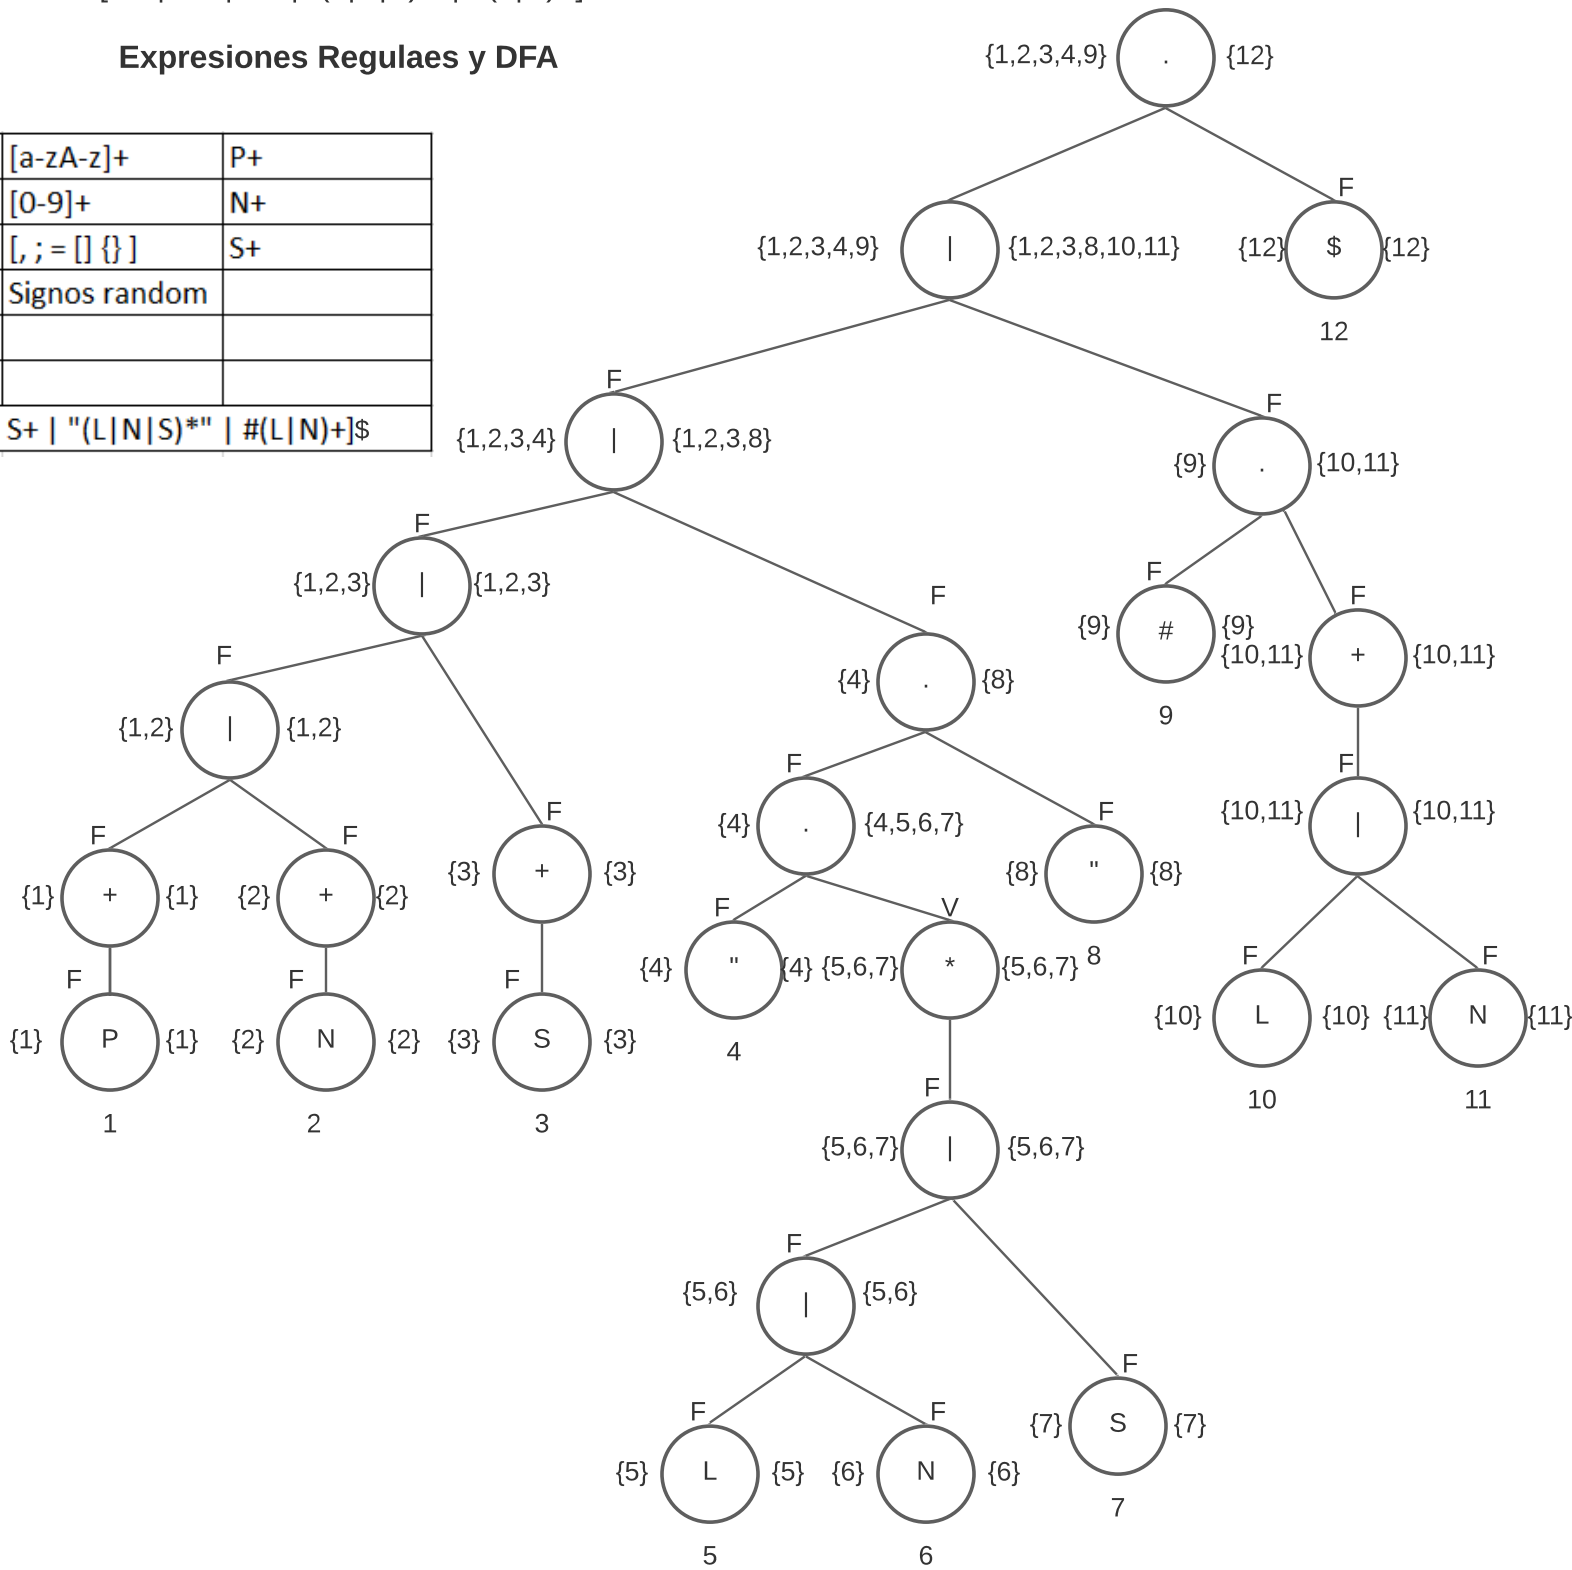 Expresiones Regulaes y DFA
[a-zA-z]+ P+
[0-9]+ N+
[, ; = [] {} ] S+
Signos random
S+ | "(L|N|S)*" | #(L|N)+]$
{1,2,3,4,9} . {12}
F
{1,2,3,4,9} | {1,2,3,8,10,11} {12} $ {12}
12
F F
{1,2,3,4} | {1,2,3,8} {9} . {10,11}
F
{1,2,3} | {1,2,3}
F F F
{9} # {9} {10,11} + {10,11}
F
{1,2} | {1,2} {4} . {8} 9
F F
{4} . {4,5,6,7} {10,11} | {10,11}
F F F F
{1} + {1} {2} + {2} {3} + {3} {8} " {8}
F V
{4} " {4} {5,6,7} * {5,6,7} 8
F F F F F
{1} P {1} {2} N {2} {3} S {3} {10} L {10} {11} N {11}
4
1 2 3 10 11
F
{5,6,7} | {5,6,7}
F
{5,6} | {5,6}
F
F F
{7} S {7}
{5} L {5} {6} N {6}
7
5 6